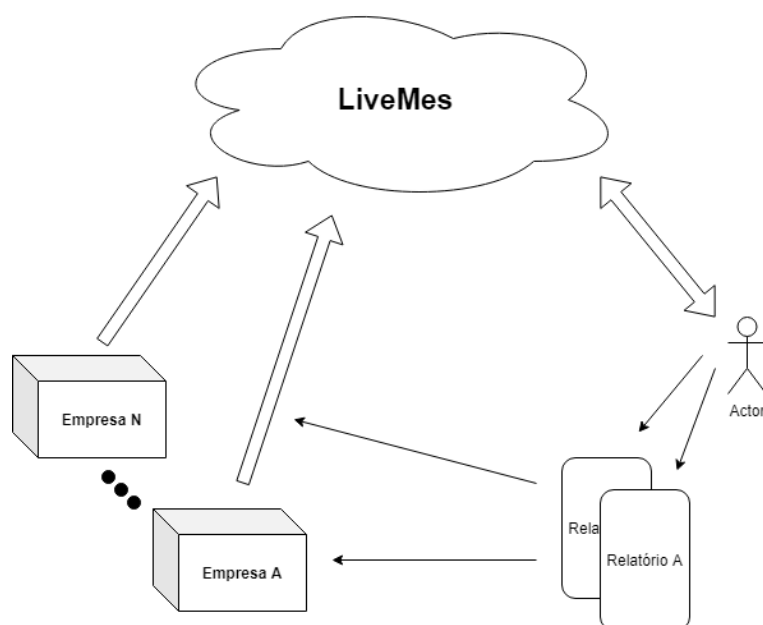 LiveMes
Empresa N
Actor
Rela
Relatório A
Empresa A